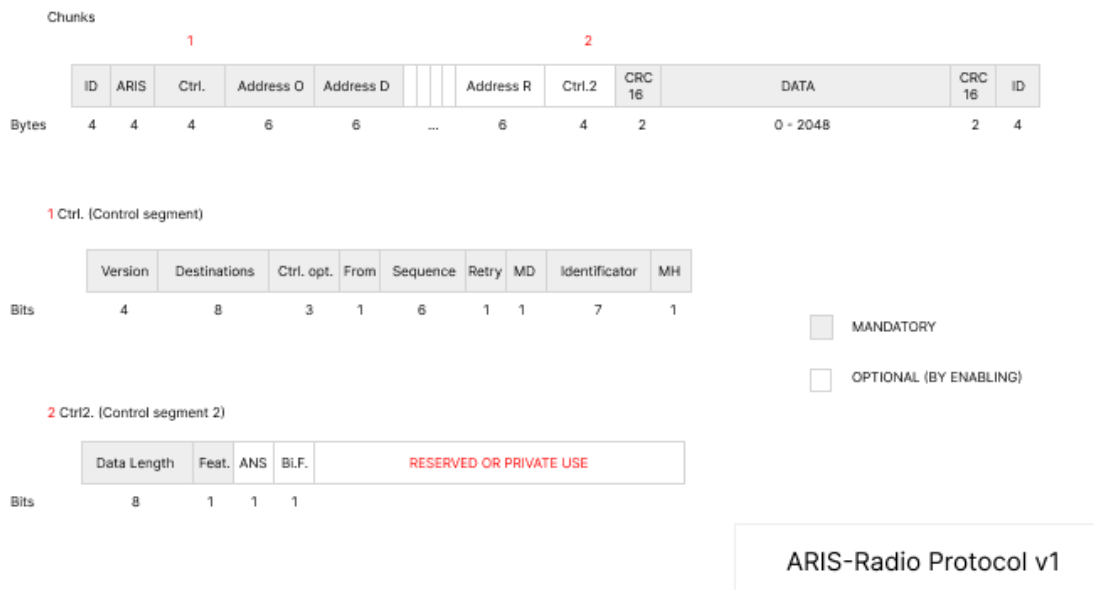 Chunks
1 2
ID ARIS Ctrl. Address O Address D Address R Ctrl.2 CRC 16 DATA CRC 16 ID
Bytes 4 4 4 6 6 ... 6 4 2 0 - 2048 2 4
1 Ctrl. (Control segment)
Version Destinations Ctrl. opt. From Sequence Retry MD Identificator MH
Bits 4 8 3 1 6 1 1 7 1
MANDATORY
OPTIONAL (BY ENABLING)
2 Ctrl2. (Control segment 2)
Data Length Feat. ANS Bi.F. RESERVED OR PRIVATE USE
Bits 8 1 1 1
ARIS-Radio Protocol v1